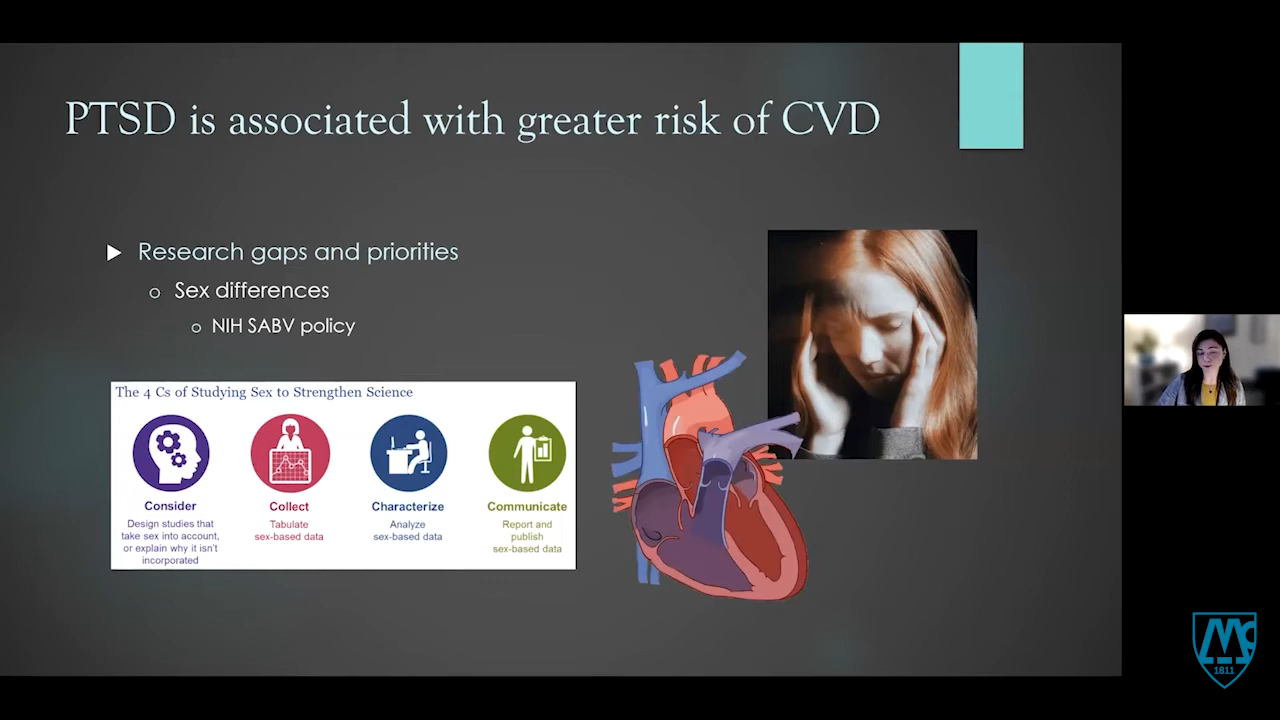 PTSD is associated with greater risk of CVD
Research gaps and priorities
Sex differences
NIH SABV policy
The 4 Cs of Studying Sex to Strengthen Science
Consider
Design studies that
take sex into account,
or explain why it isn't
incorporated
Collect
Tabulate
sex-based data
Characterize
Analyze
sex-based data
Communicate
Report and
publish
sex-based data
Mc
1811